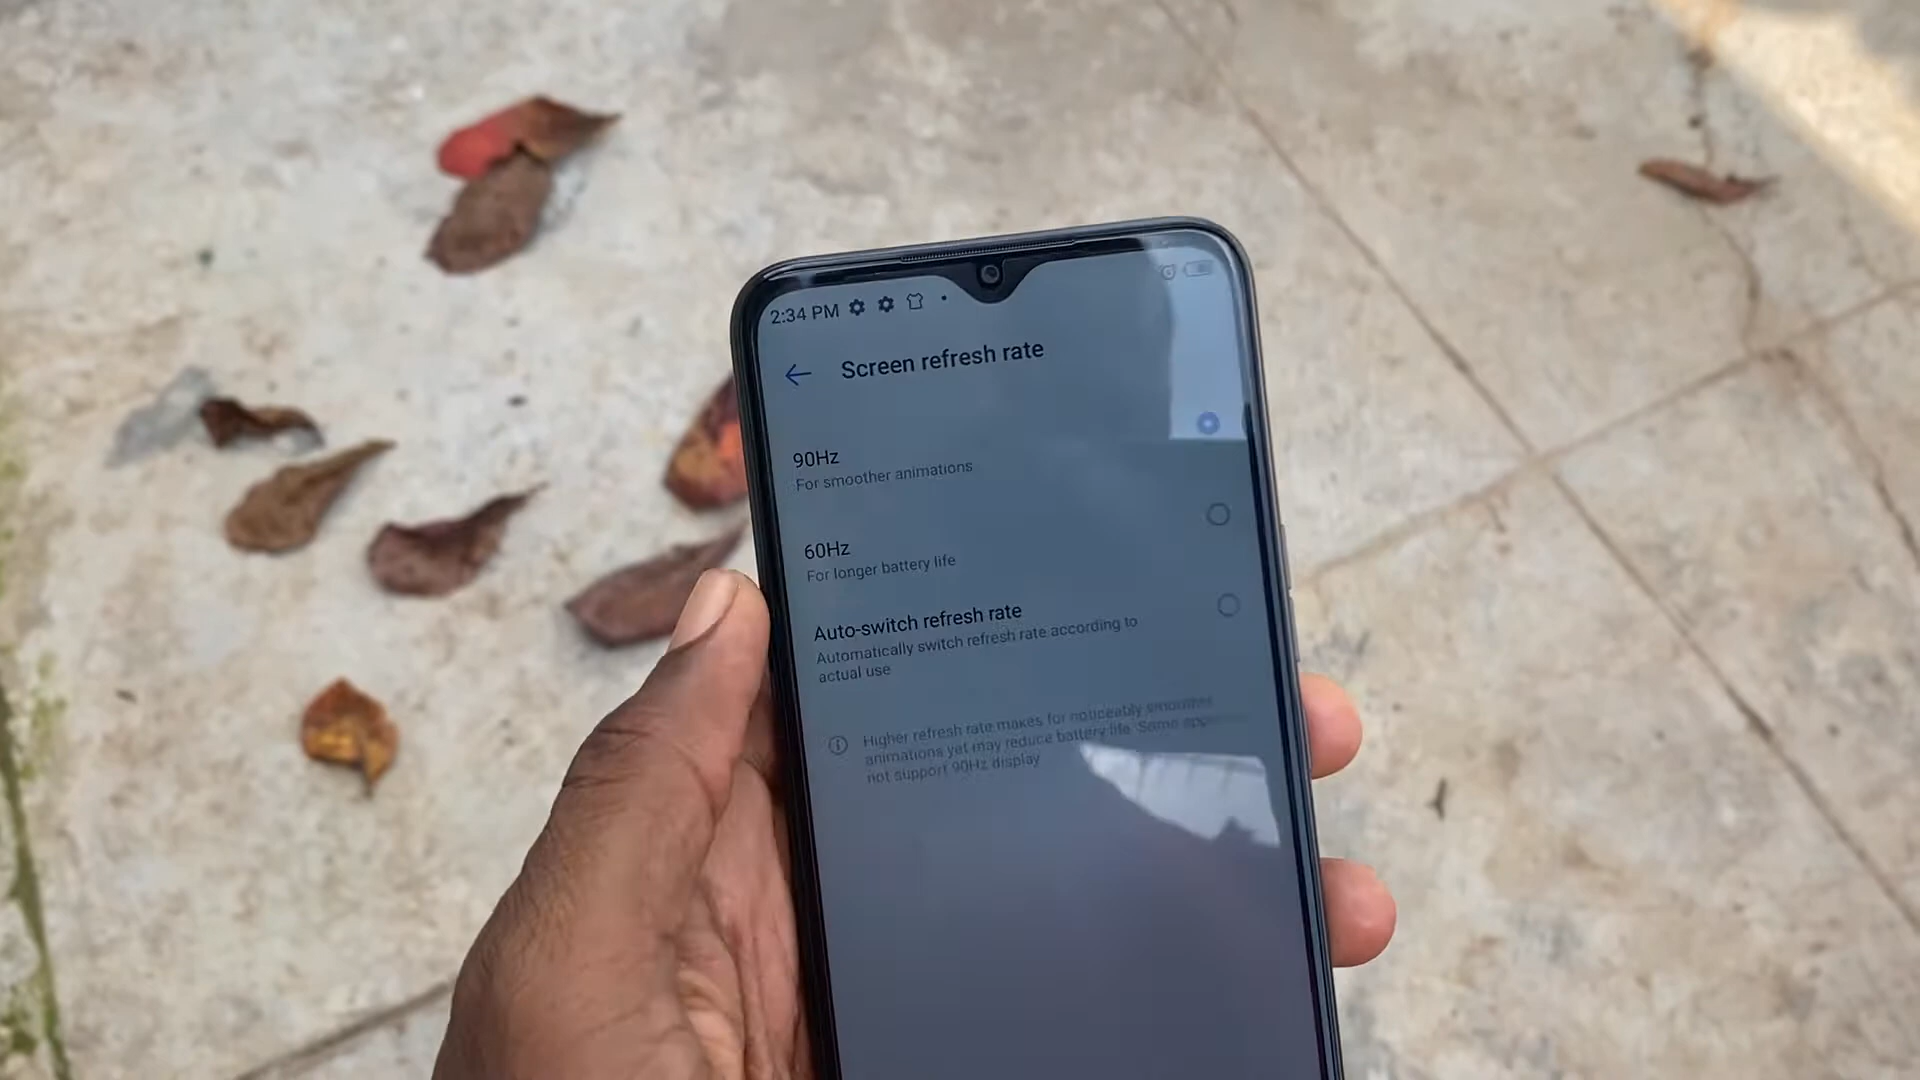 2:34 PM
Screen refresh rate
90Hz
For smoother animations
60Hz
For longer battery life
Auto-switch refresh rate
Automatically switch refresh rate according to
actual use
Higher refresh rate makes for noticeably smoother
animations yet may reduce battery life. Some apps
not support 90Hz display